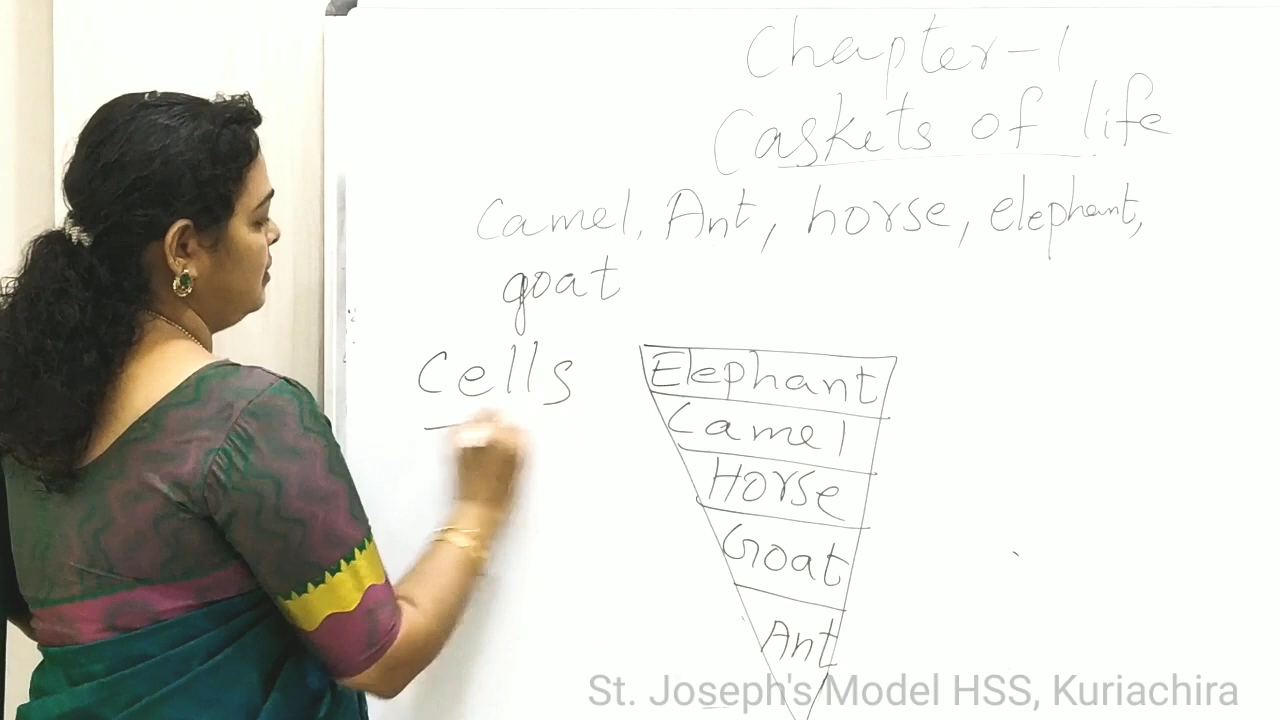 Chapter-1
Caskets of life
Camel, Ant, horse, elephant,
goat
Cells
Elephant
Camel
Horse
Goat
Ant
St. Joseph's Model HSS, Kuriachira